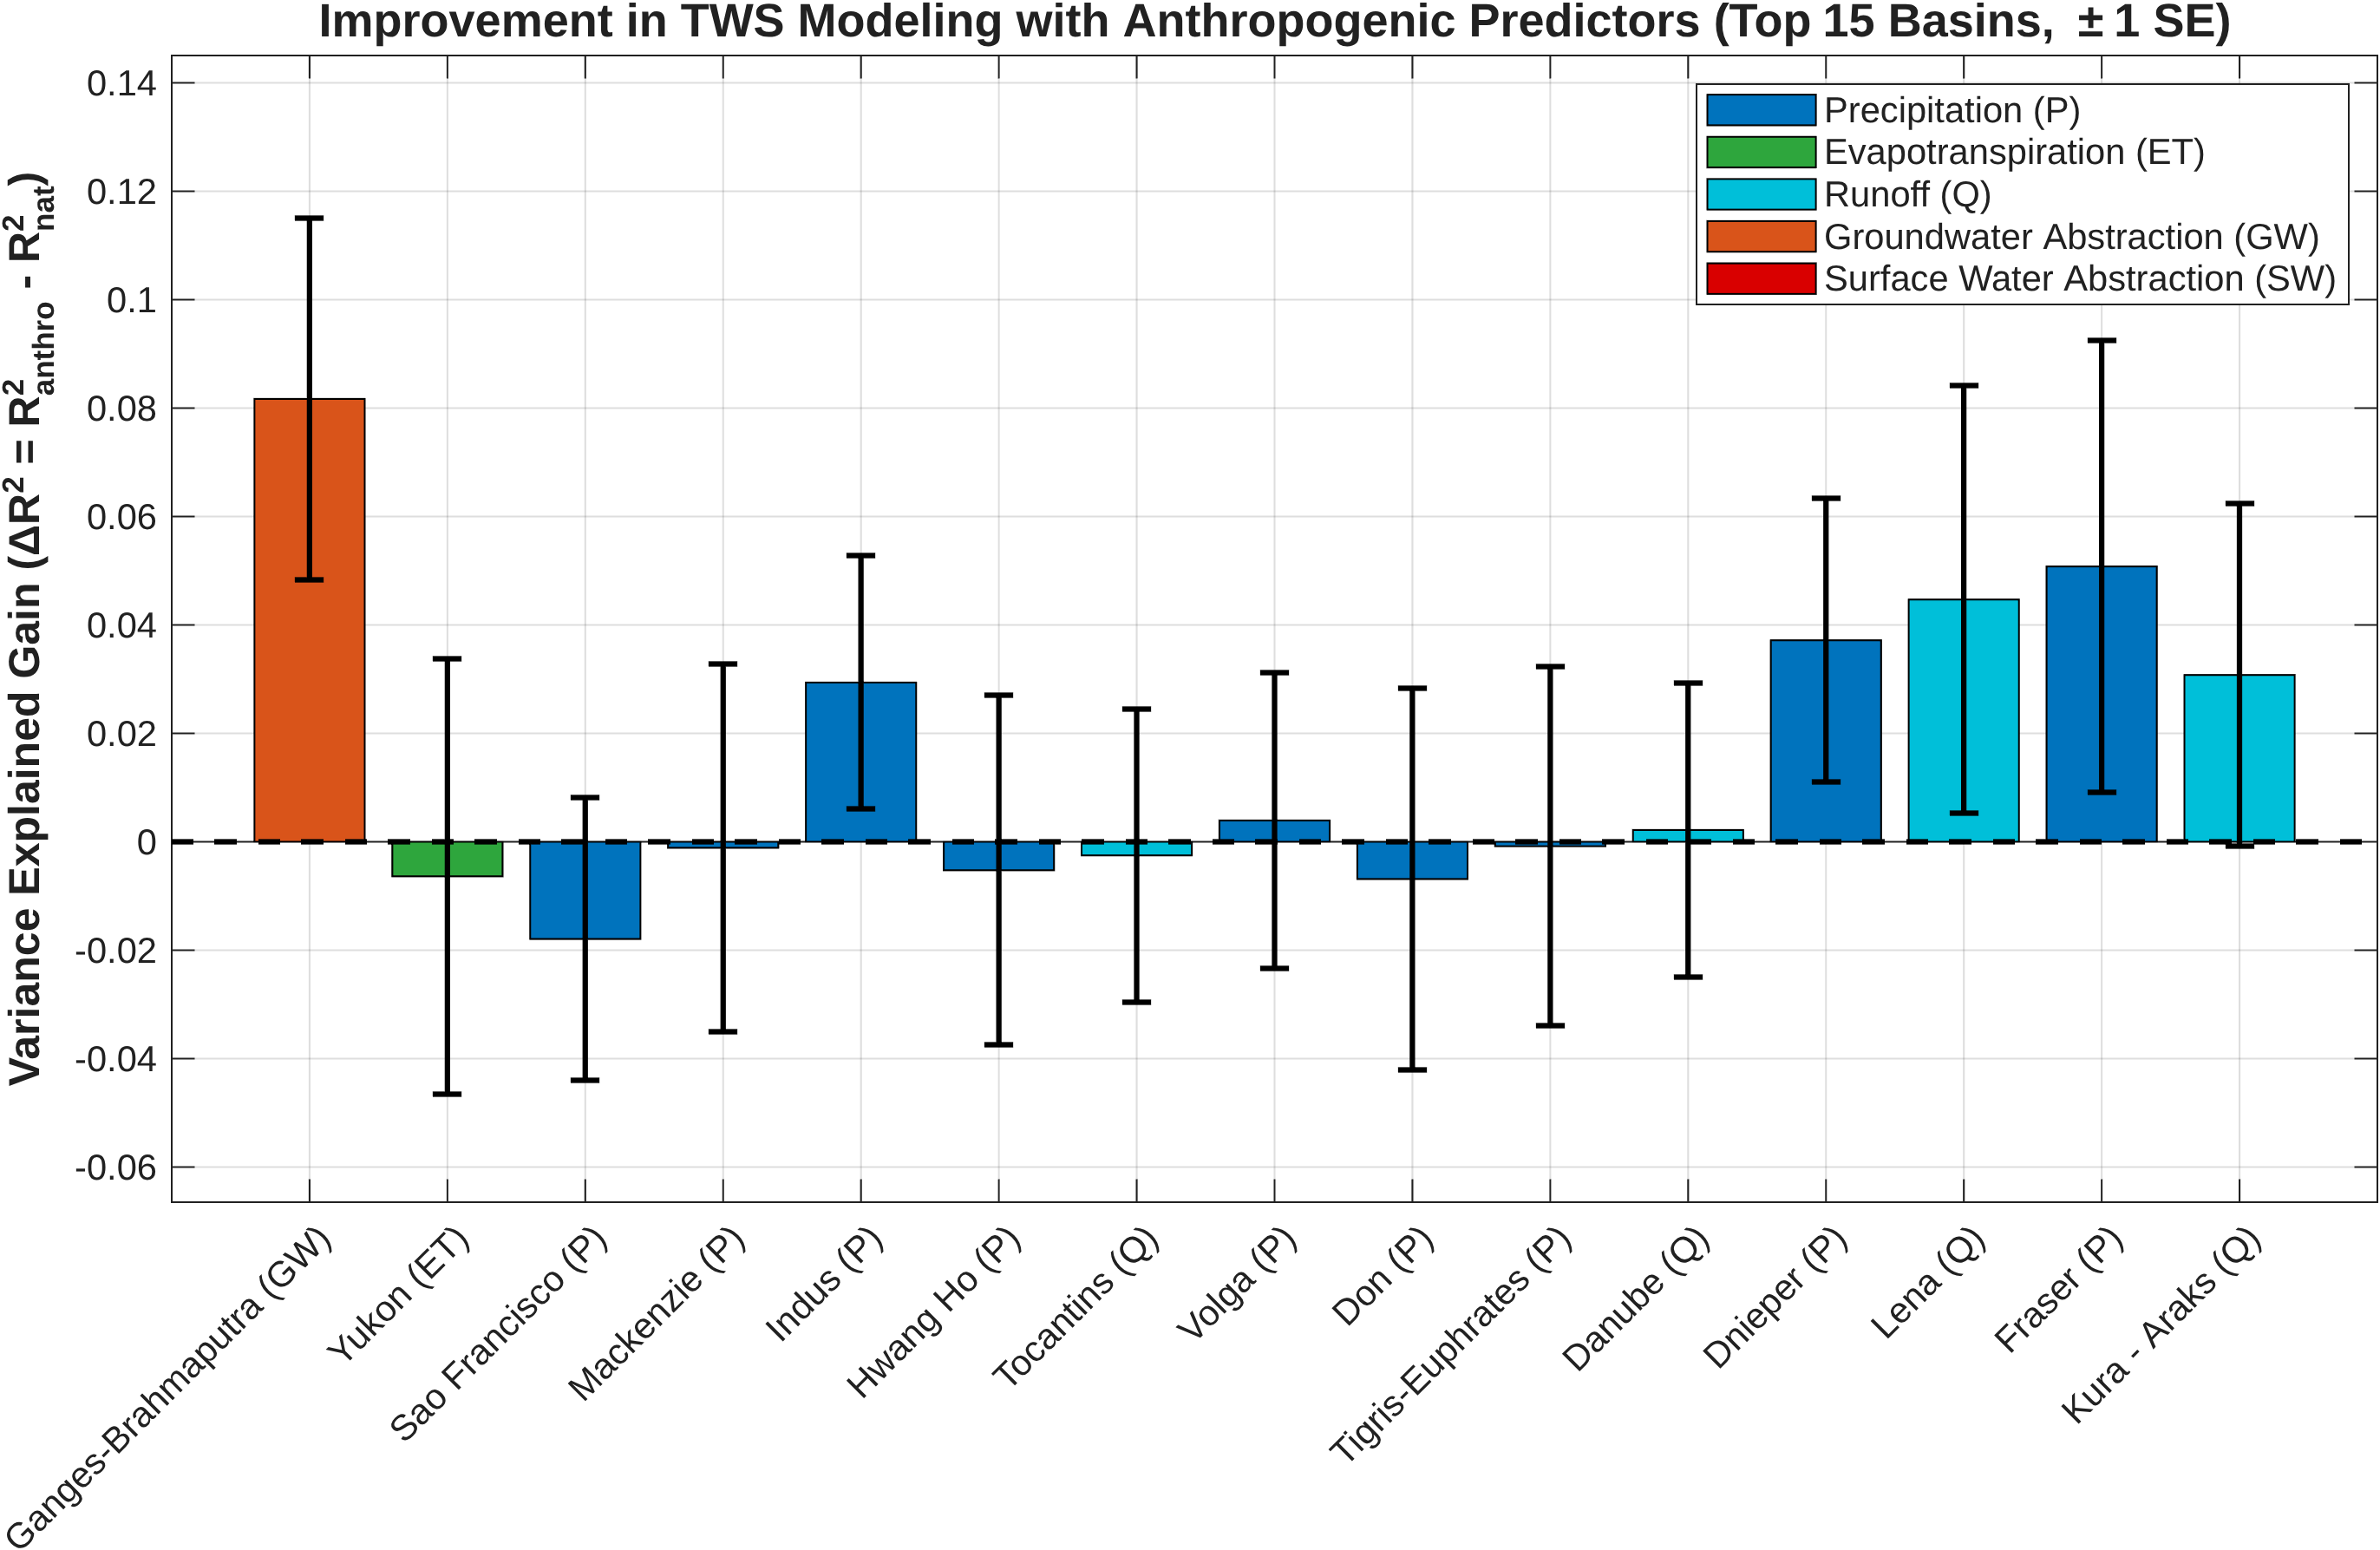 Improvement in TWS Modeling with Anthropogenic Predictors (Top 15 Basins, ± 1 SE)
Variance Explained Gain (ΔR² = R²anthro - R²nat)
0.14
0.12
0.1
0.08
0.06
0.04
0.02
0
-0.02
-0.04
-0.06
Precipitation (P)
Evapotranspiration (ET)
Runoff (Q)
Groundwater Abstraction (GW)
Surface Water Abstraction (SW)
Ganges-Brahmaputra (GW)
Yukon (ET)
Sao Francisco (P)
Mackenzie (P)
Indus (P)
Hwang Ho (P)
Tocantins (Q)
Volga (P)
Don (P)
Tigris-Euphrates (P)
Danube (Q)
Dnieper (P)
Lena (Q)
Fraser (P)
Kura - Araks (Q)